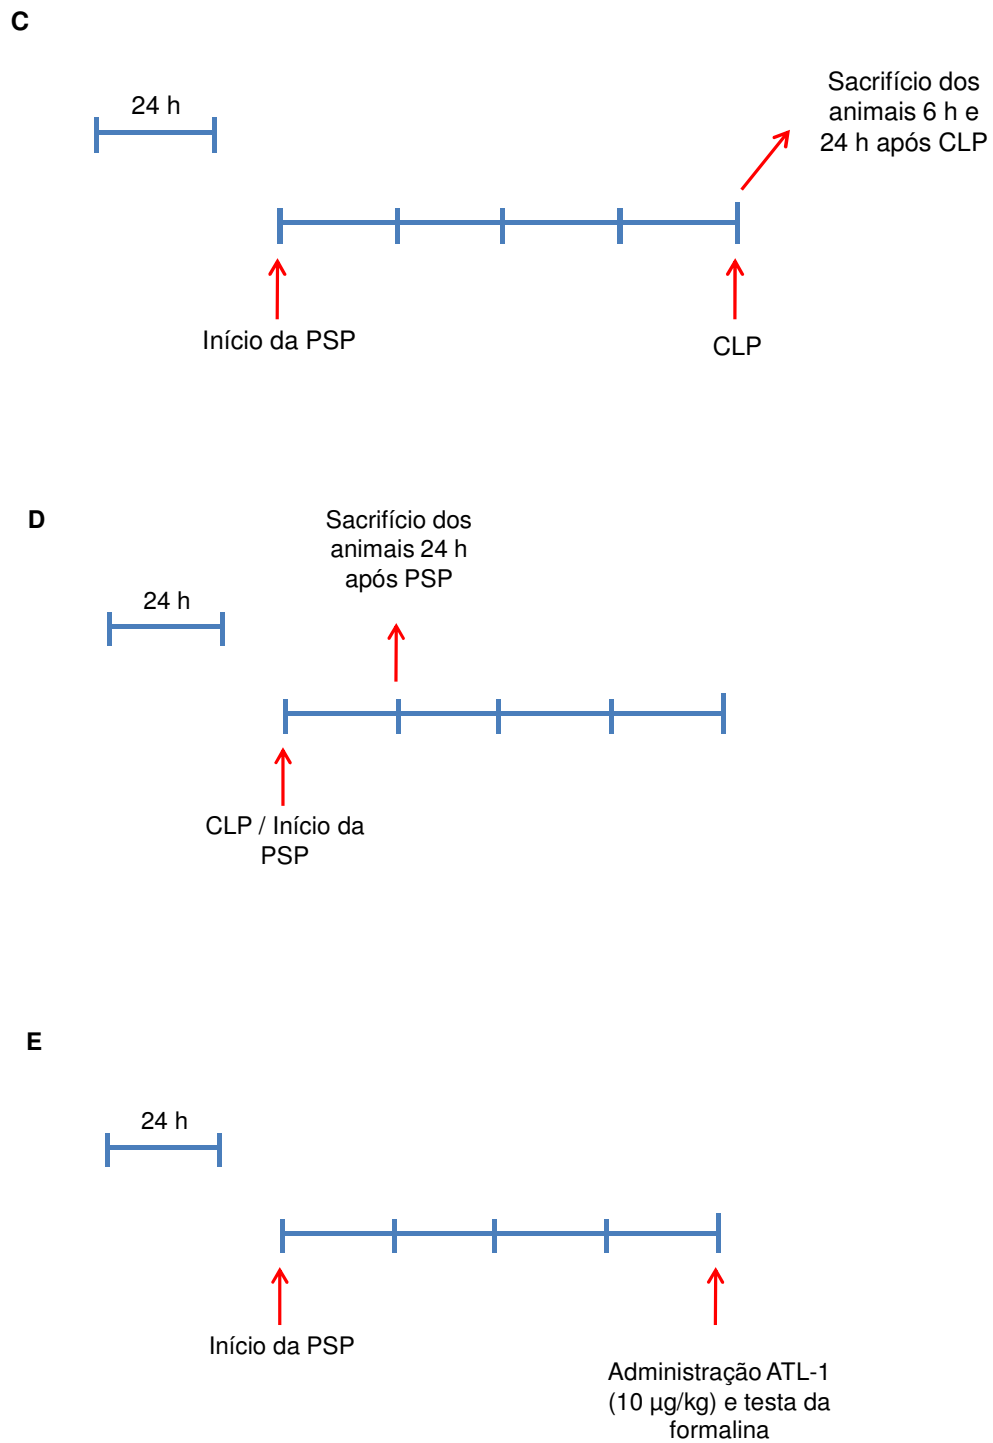 C
24 h
Sacrifício dos
animais 6 h e
24 h após CLP
Início da PSP
CLP
D
Sacrifício dos
animais 24 h
após PSP
24 h
CLP / Início da
PSP
E
24 h
Início da PSP
Administração ATL-1
(10 µg/kg) e testa da
formalina